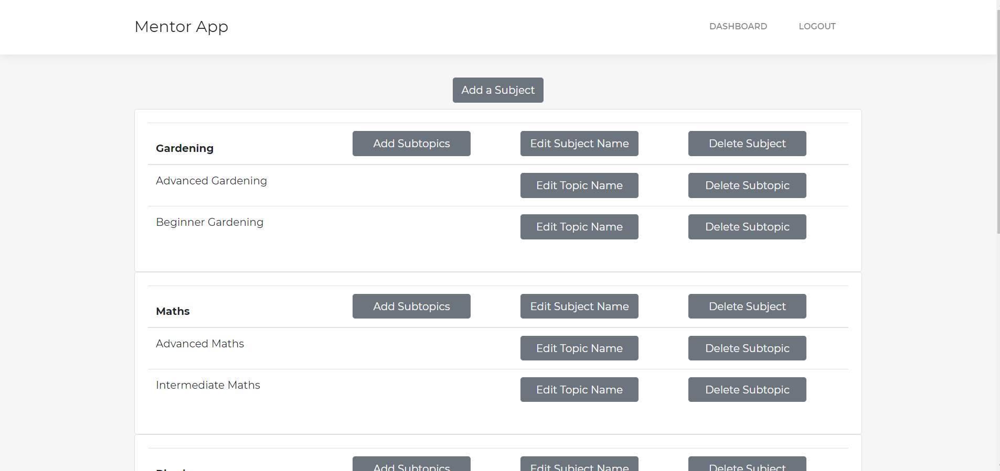 Mentor App
DASHBOARD LOGOUT
Add a Subject
Gardening Add Subtopics Edit Subject Name Delete Subject
Advanced Gardening Edit Topic Name Delete Subtopic
Beginner Gardening Edit Topic Name Delete Subtopic
Maths Add Subtopics Edit Subject Name Delete Subject
Advanced Maths Edit Topic Name Delete Subtopic
Intermediate Maths Edit Topic Name Delete Subtopic
Add Subtopics Edit Subject Name Delete Subject